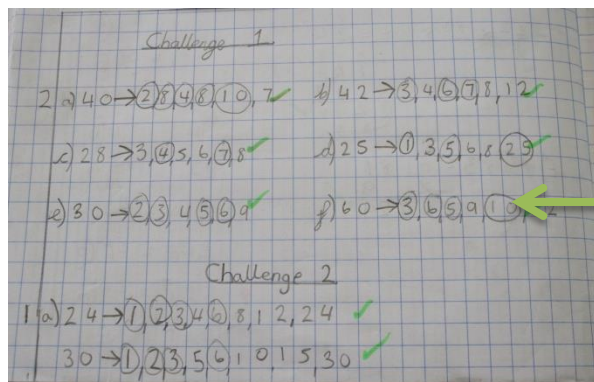 Challenge 1
2 a) 40→2,8,4,8,10,7 b) 42→3,4,6,7,8,12
c) 28→3,4,5,6,7,8 d) 25→1,3,5,6,8,25
e) 30→2,3,4,5,6,9 f) 60→3,6,5,9,10,
Challenge 2
1 a) 24→1,2,3,4,6,8,12,24
30→1,2,3,5,6,10,15,30